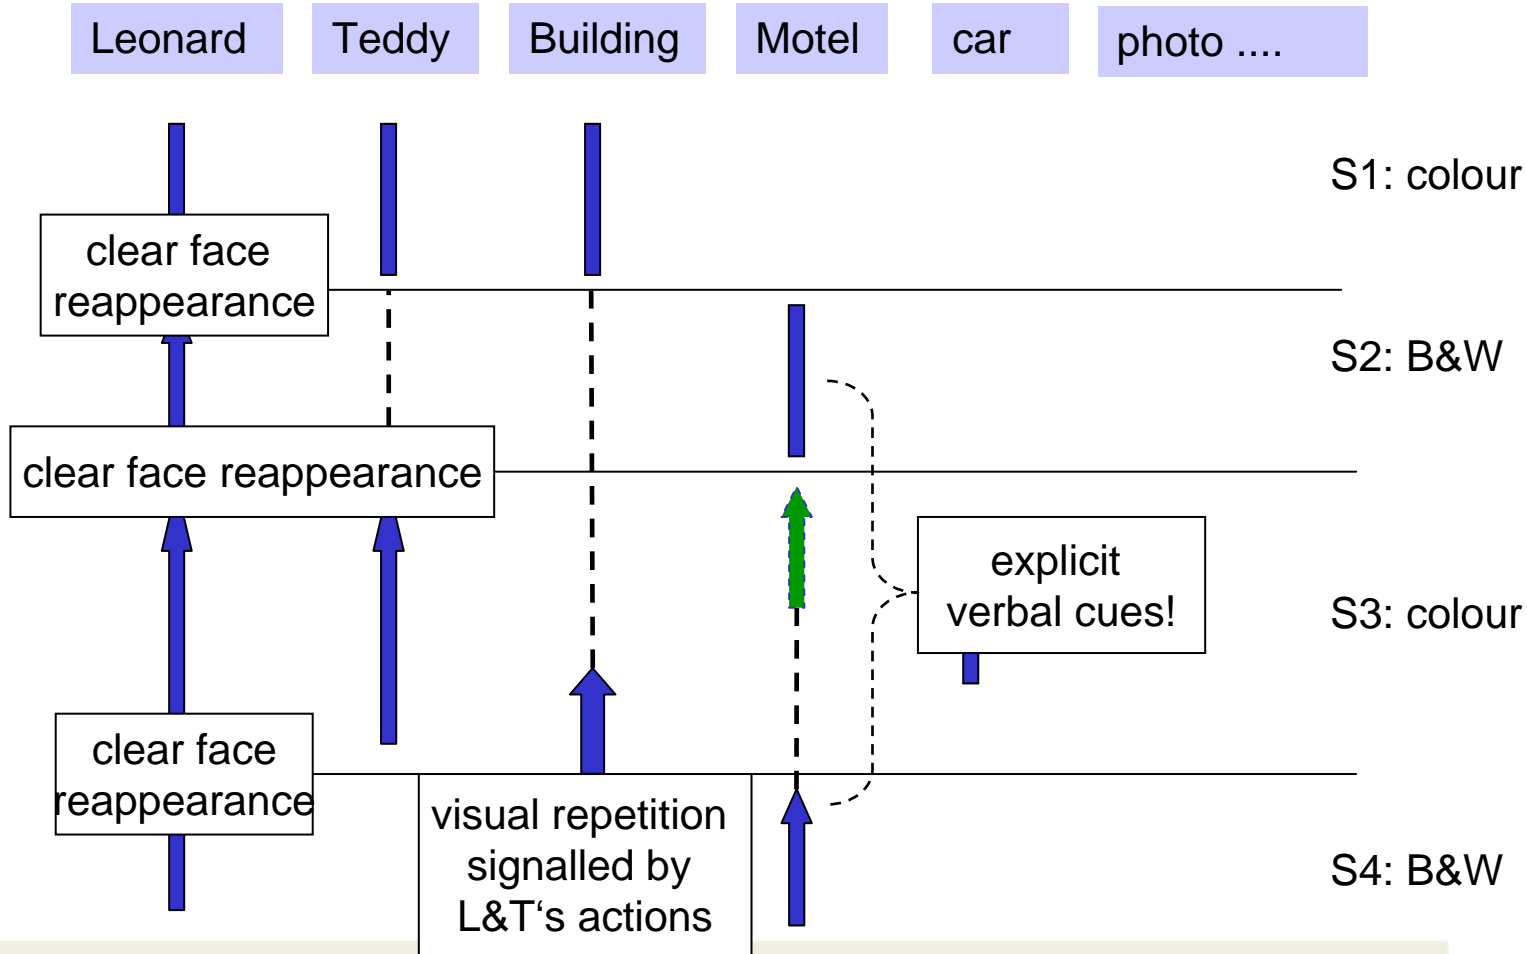 Leonard
Teddy
Building
Motel
car
photo ....
S1: colour
clear face
reappearance
S2: B&W
clear face reappearance
explicit
verbal cues!
S3: colour
clear face
reappearance
visual repetition
signalled by
L&T‘s actions
S4: B&W